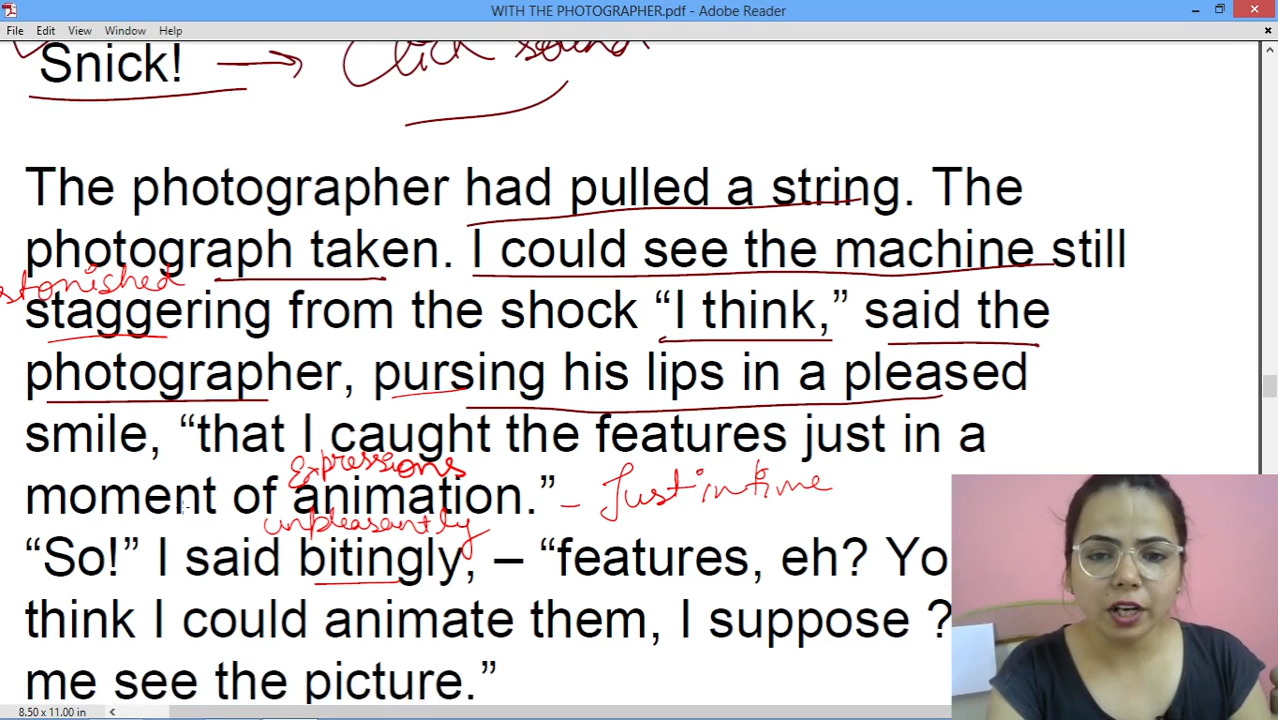 WITH THE PHOTOGRAPHER.pdf - Adobe Reader
File Edit View Window Help
Snick! Click sound
The photographer had pulled a string. The
photograph taken. I could see the machine still
stonished
staggering from the shock “I think,” said the
photographer, pursing his lips in a pleased
smile, “that I caught the features just in a
Expressions
moment of animation.” – Just in time
unpleasantly
“So!” I said bitingly, – “features, eh? Yo
think I could animate them, I suppose ?
me see the picture.”
8.50 x 11.00 in